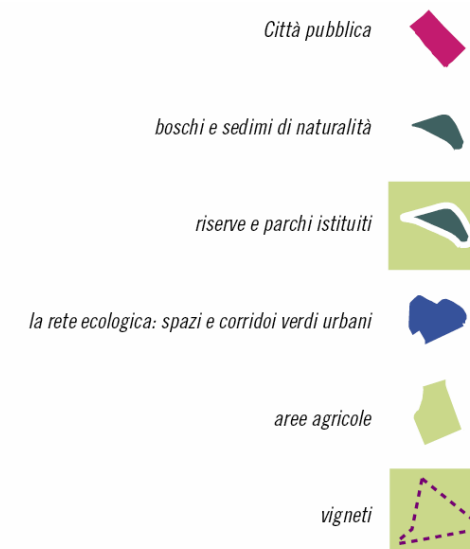 Città pubblica
boschi e sedimi di naturalità
riserve e parchi istituiti
la rete ecologica: spazi e corridoi verdi urbani
aree agricole
vigneti